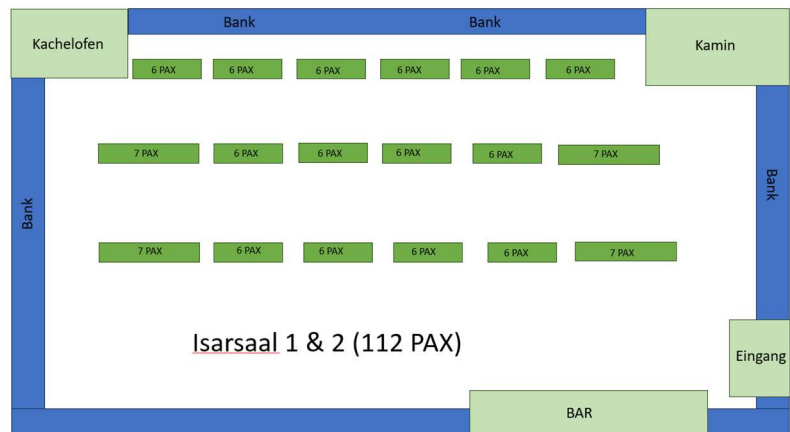 Bank Bank
Kachelofen
Kamin
6 PAX 6 PAX 6 PAX 6 PAX 6 PAX 6 PAX
7 PAX 6 PAX 6 PAX 6 PAX 6 PAX 7 PAX
Bank
Bank
7 PAX 6 PAX 6 PAX 6 PAX 6 PAX 7 PAX
Isarsaal 1 & 2 (112 PAX)
Eingang
BAR